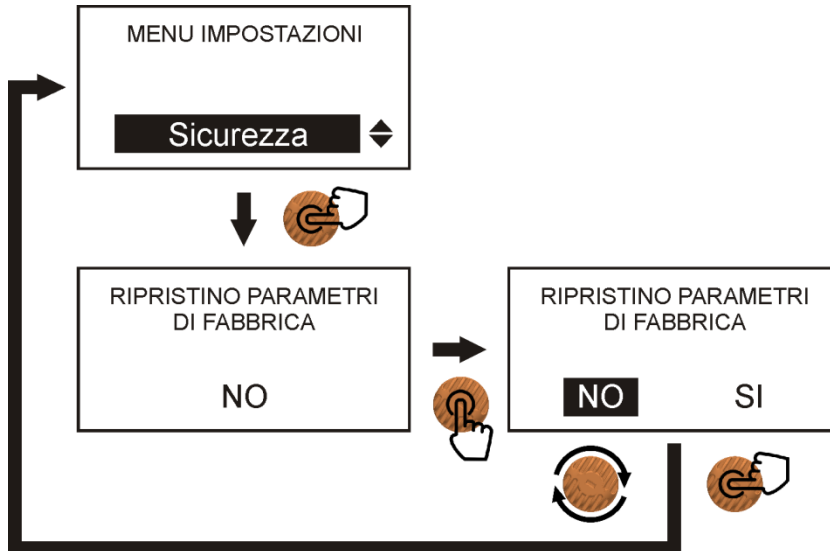 MENU IMPOSTAZIONI
Sicurezza
RIPRISTINO PARAMETRI
DI FABBRICA
NO
RIPRISTINO PARAMETRI
DI FABBRICA
NO SI